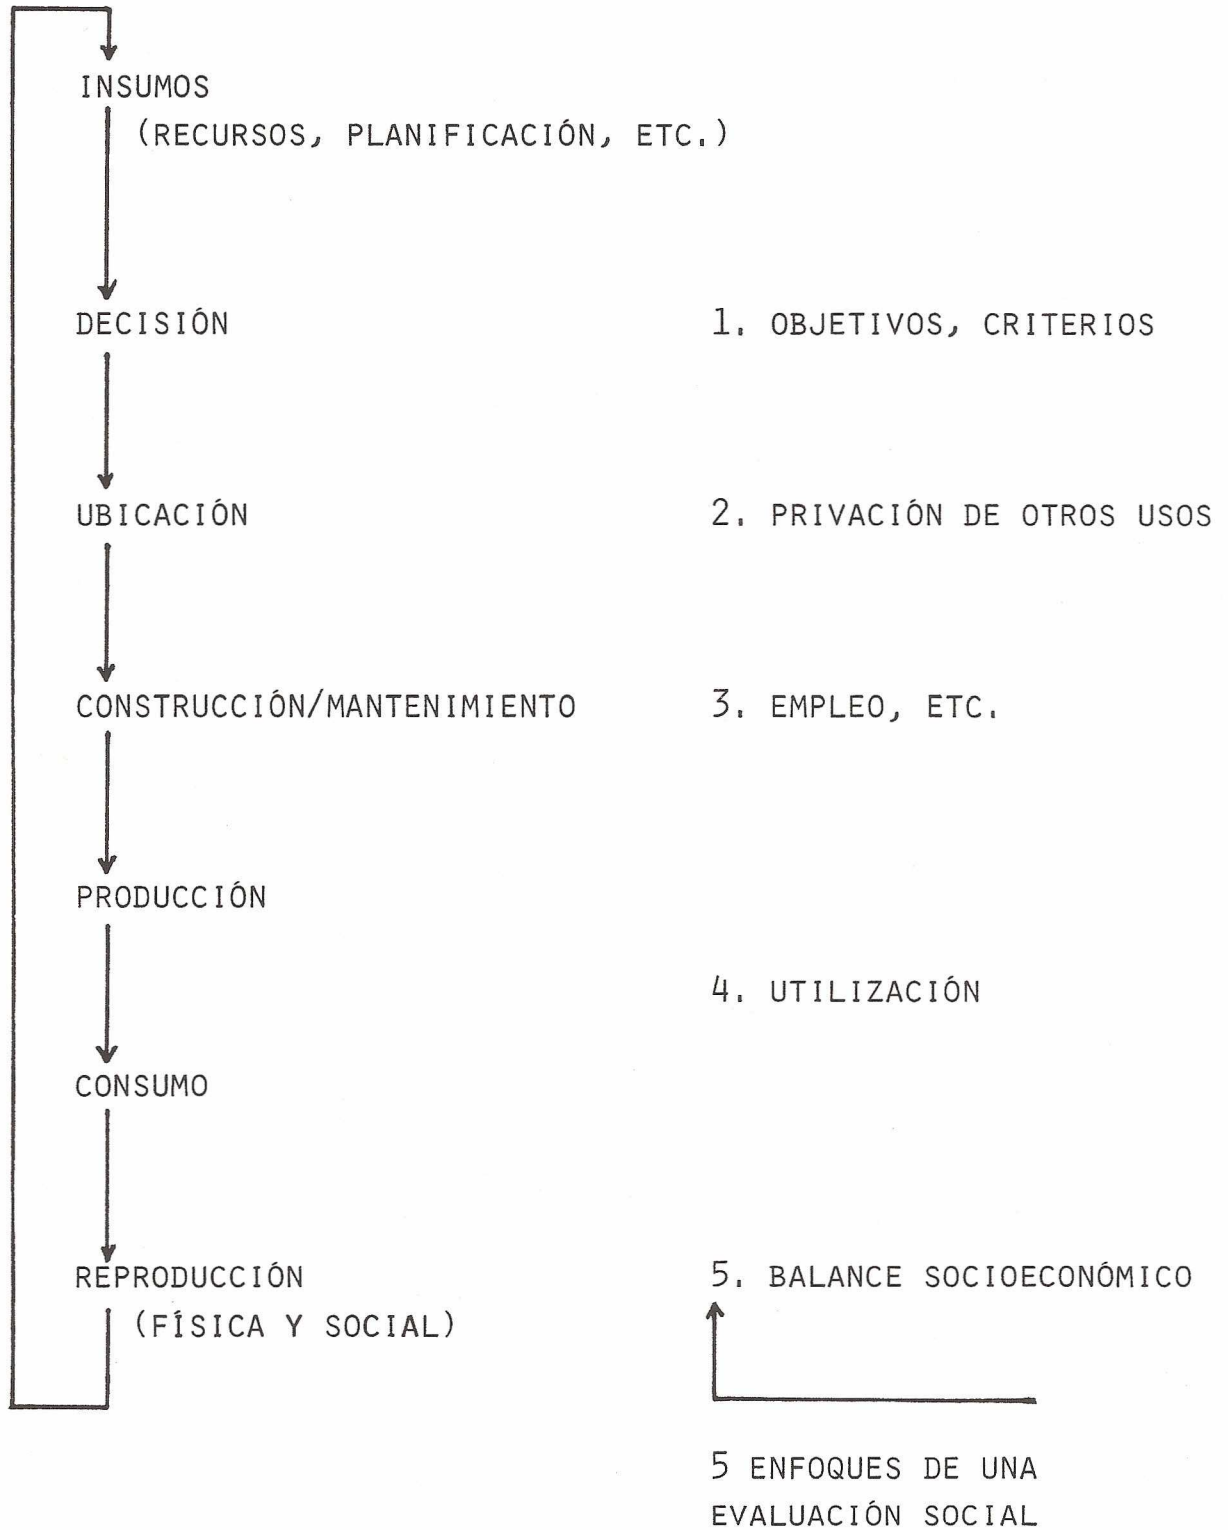 INSUMOS
(RECURSOS, PLANIFICACIÓN, ETC.)
DECISIÓN
1. OBJETIVOS, CRITERIOS
UBICACIÓN
2. PRIVACIÓN DE OTROS USOS
CONSTRUCCIÓN/MANTENIMIENTO
3. EMPLEO, ETC.
PRODUCCIÓN
4. UTILIZACIÓN
CONSUMO
REPRODUCCIÓN
(FÍSICA Y SOCIAL)
5. BALANCE SOCIOECONÓMICO
5 ENFOQUES DE UNA
EVALUACIÓN SOCIAL